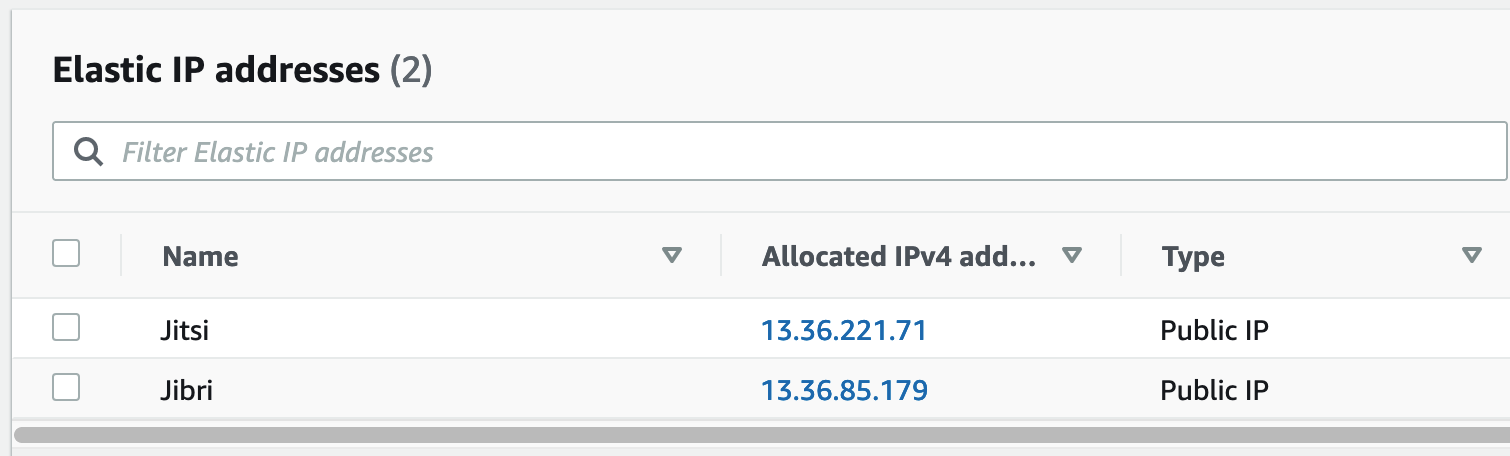 Elastic IP addresses (2)
Filter Elastic IP addresses
Name Allocated IPv4 add... Type
Jitsi 13.36.221.71 Public IP
Jibri 13.36.85.179 Public IP